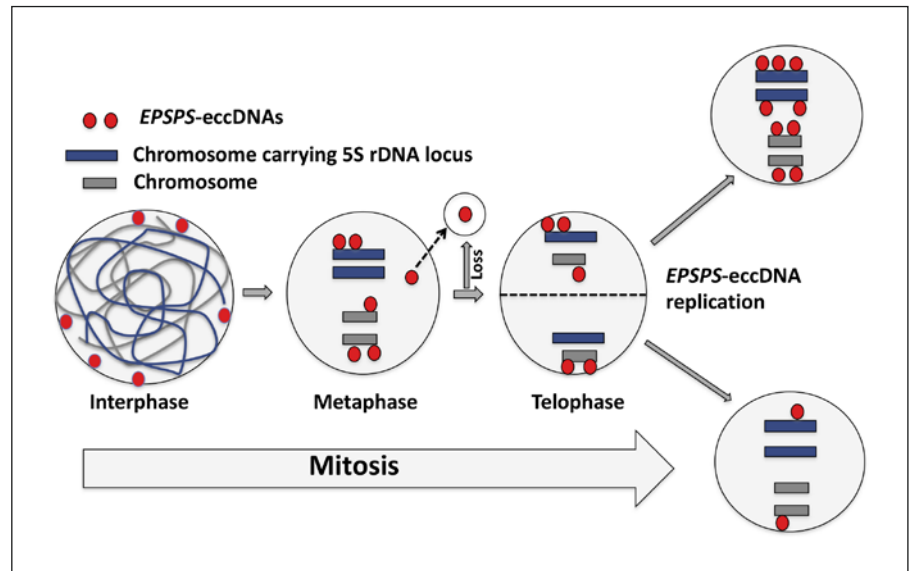 EPSPS-eccDNAs
Chromosome carrying 5S rDNA locus
Chromosome
Loss
EPSPS-eccDNA
replication
Interphase
Metaphase
Telophase
Mitosis